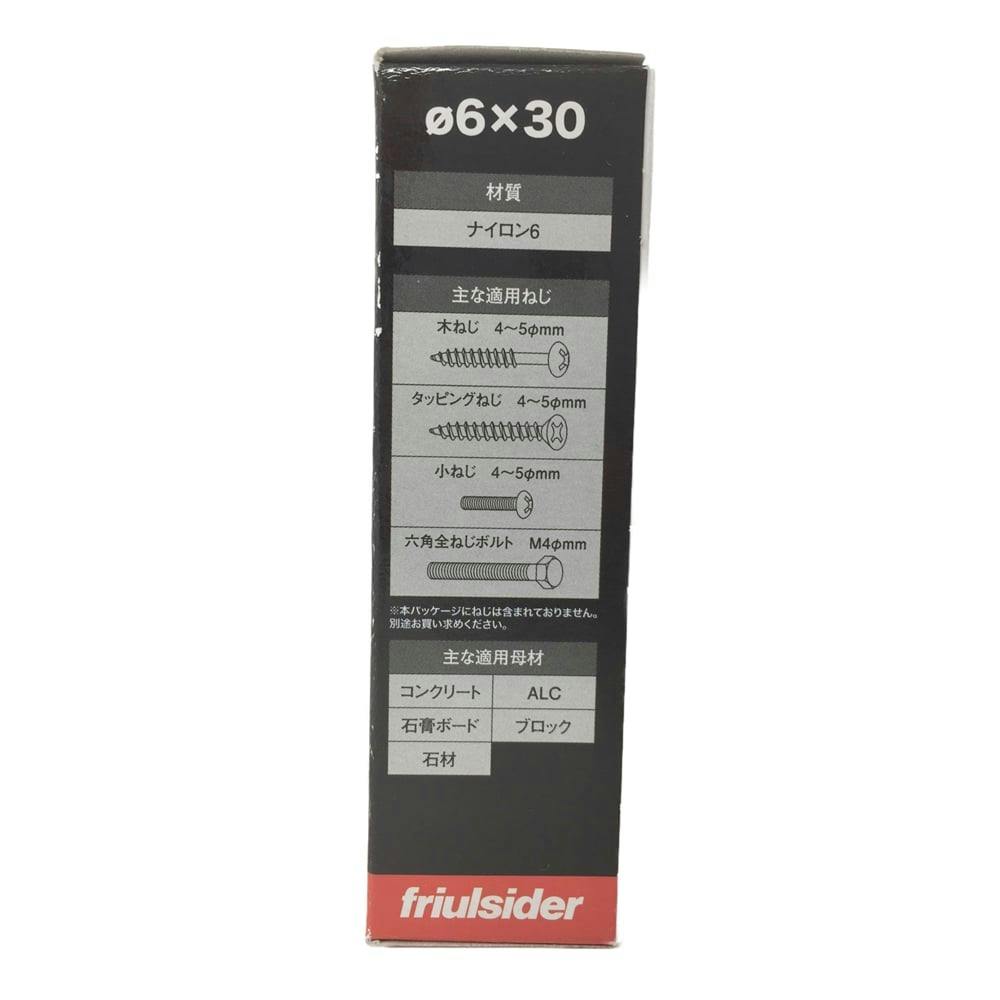 ø6×30
材質
ナイロン6
主な適用ねじ
木ねじ 4〜5φmm
タッピングねじ 4〜5φmm
小ねじ 4〜5φmm
六角全ねじボルト M4φmm
※本パッケージにねじは含まれておりません。
別途お買い求めください。
主な適用母材
コンクリート ALC
石膏ボード ブロック
石材
friulsider